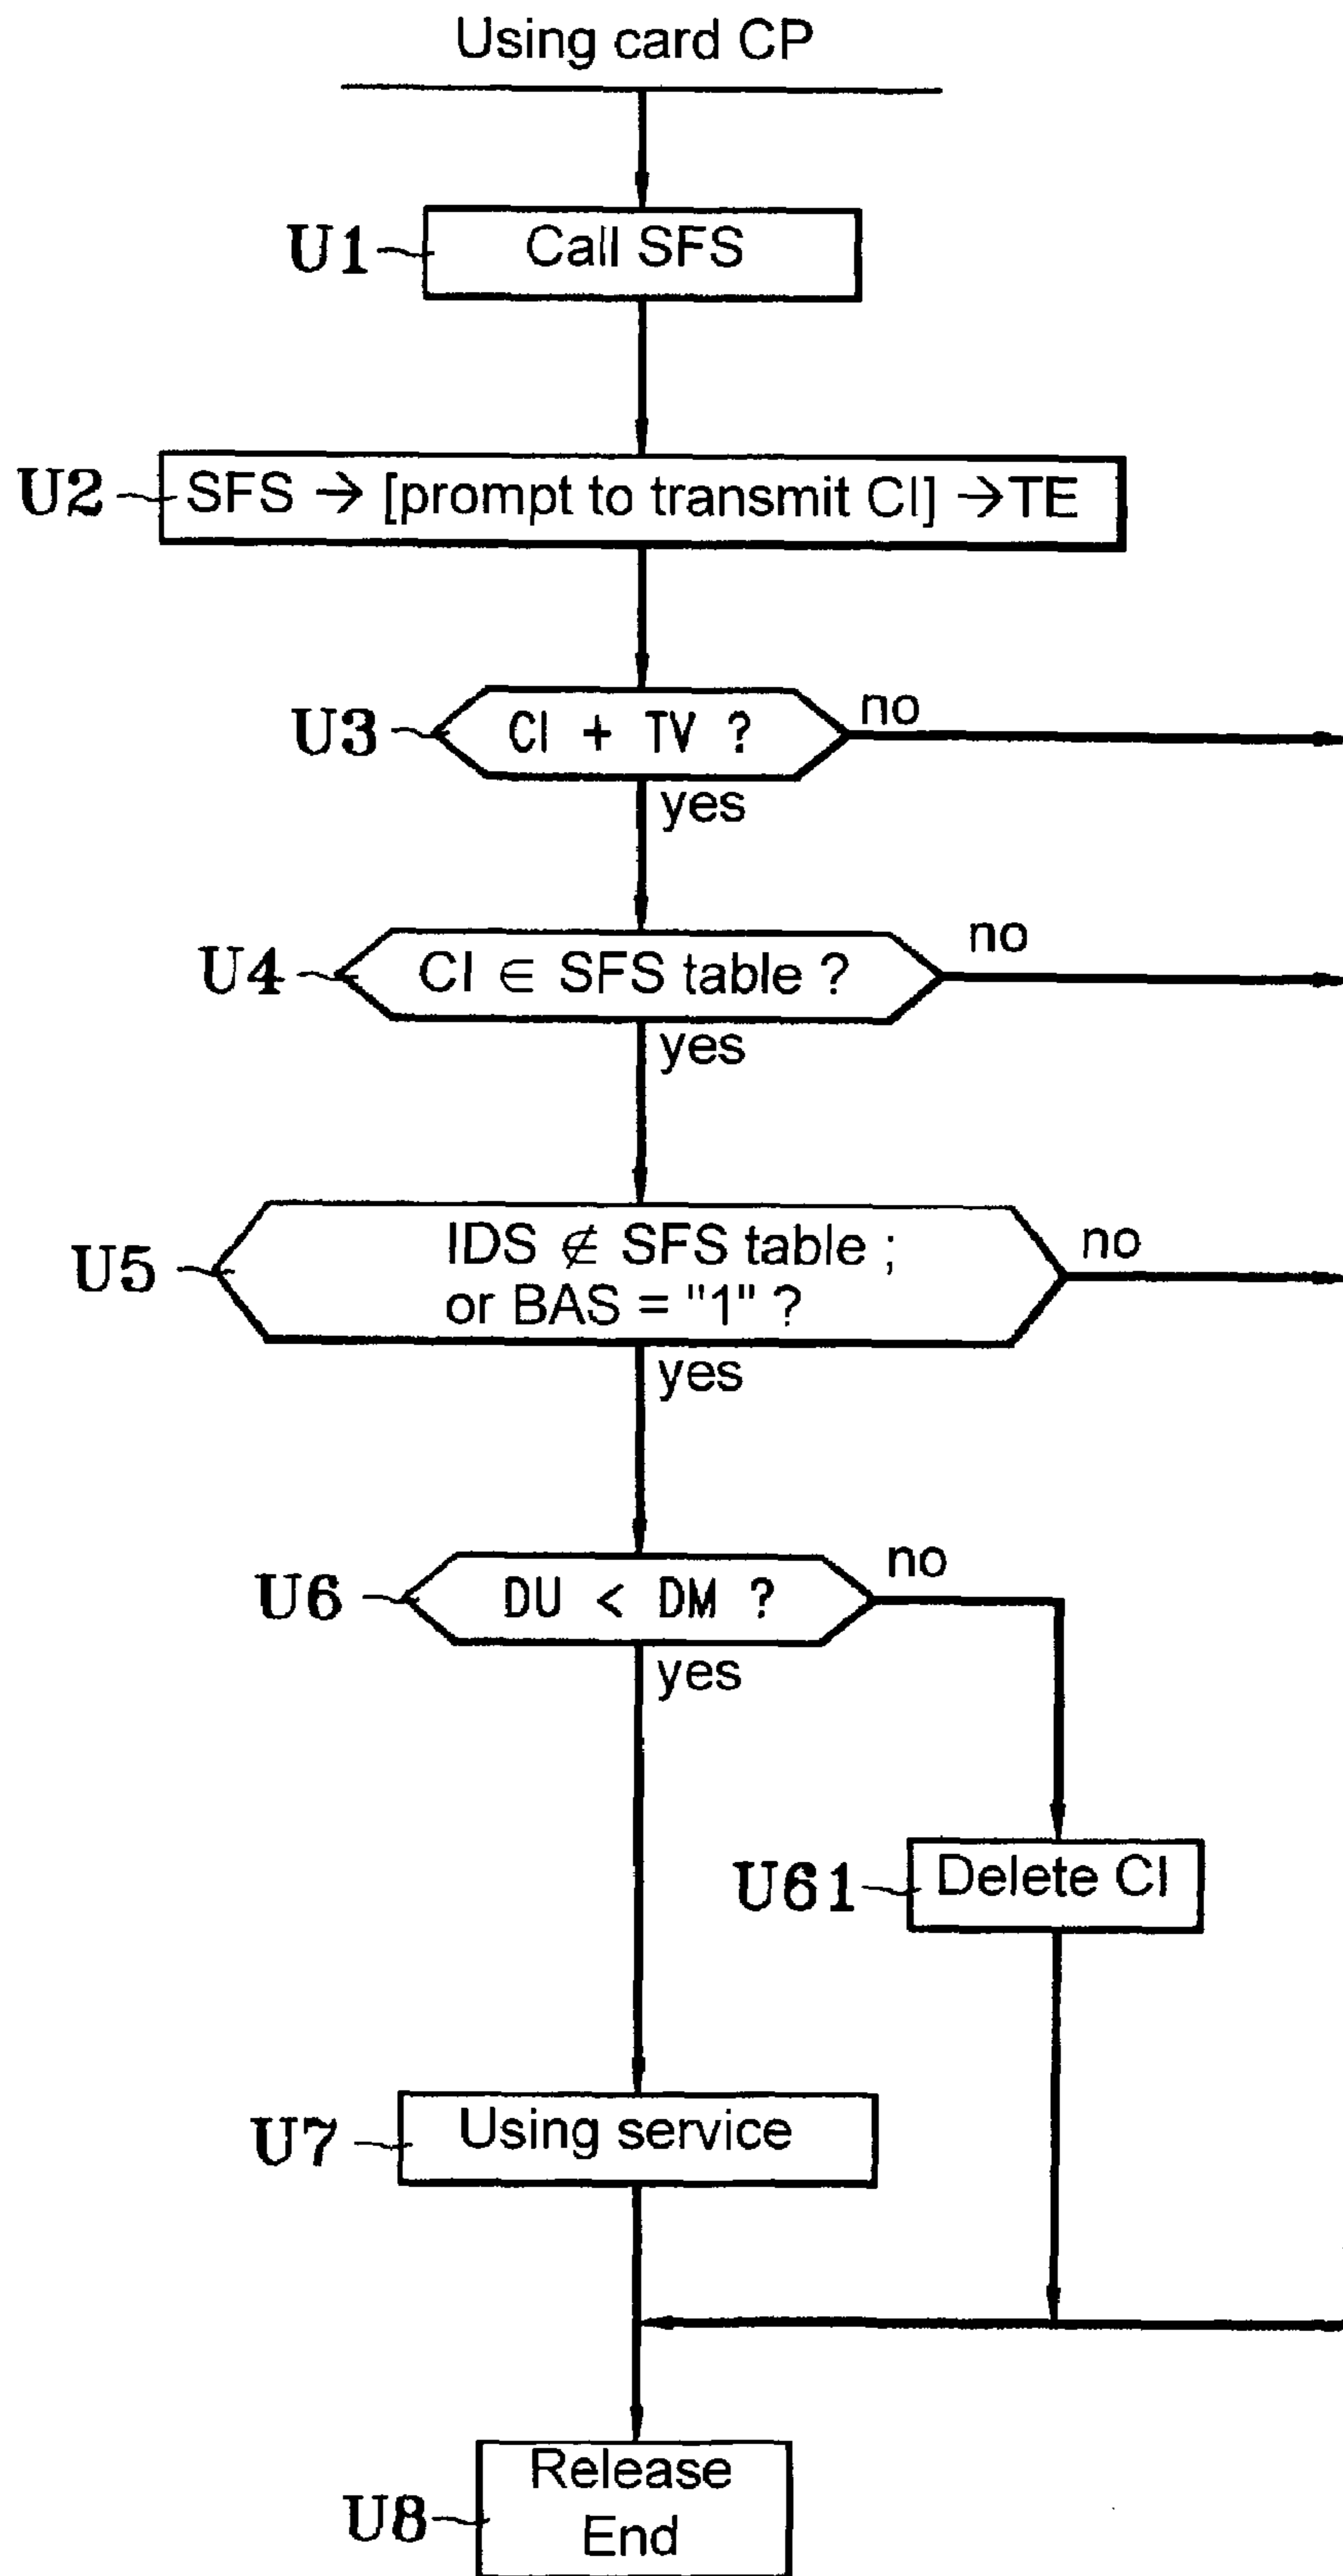 Using card CP
U1 Call SFS
U2 SFS → [prompt to transmit CI] → TE
U3 CI + TV ? no
yes
U4 CI ∈ SFS table ? no
yes
U5 IDS ∉ SFS table ; no
or BAS = "1" ?
yes
U6 DU < DM ? no
yes
U61 Delete CI
U7 Using service
U8 Release
End